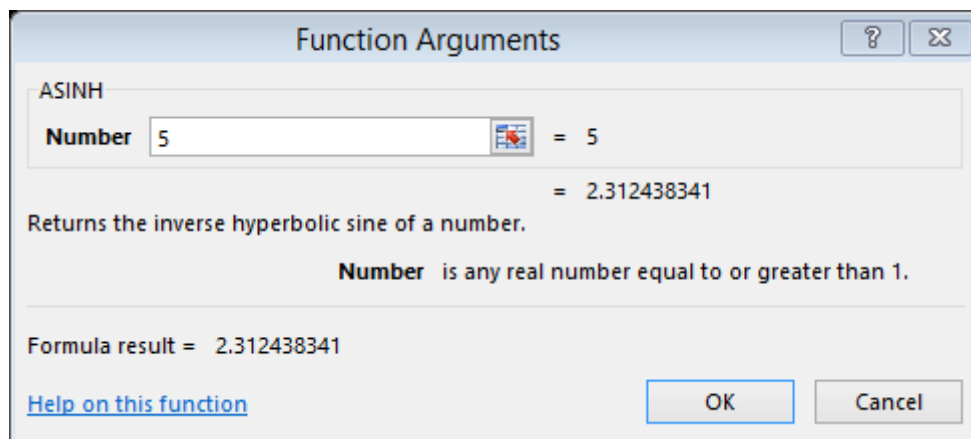 Function Arguments
?
ASINH
Number 5 = 5
= 2.312438341
Returns the inverse hyperbolic sine of a number.
Number is any real number equal to or greater than 1.
Formula result = 2.312438341
Help on this function
OK Cancel